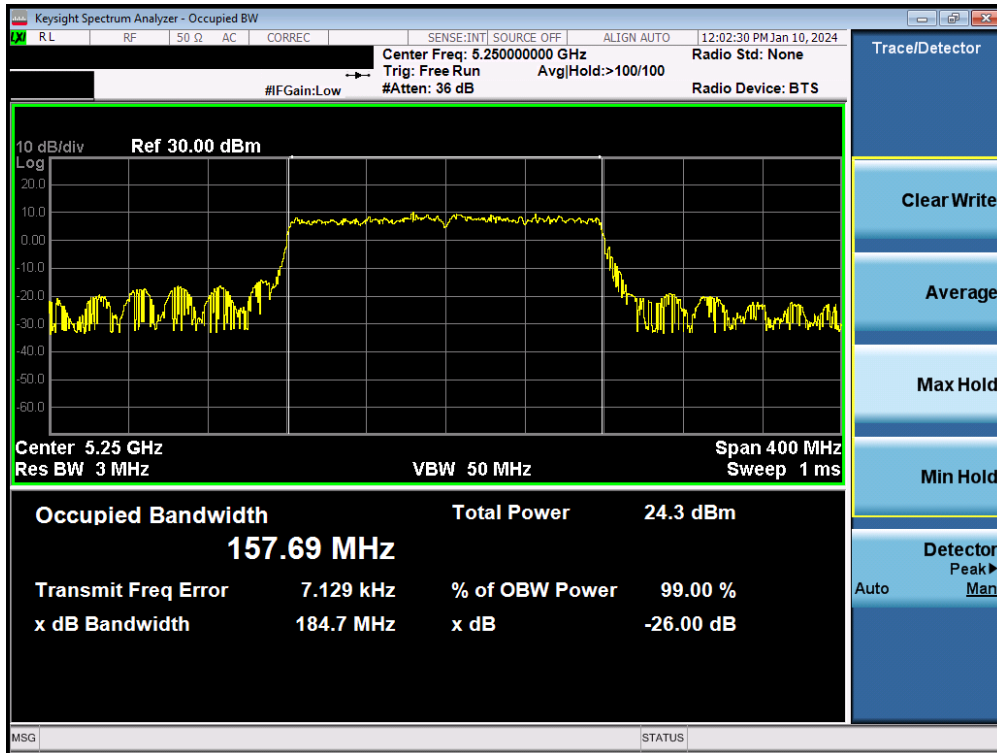 Keysight Spectrum Analyzer - Occupied BW
LXI RL RF 50 Ω AC CORREC SENSE:INT SOURCE OFF ALIGN AUTO 12:02:30 PM Jan 10, 2024
Center Freq: 5.250000000 GHz Radio Std: None
Trig: Free Run Avg|Hold:>100/100
#IFGain:Low #Atten: 36 dB Radio Device: BTS
Trace/Detector
10 dB/div Ref 30.00 dBm
Log
20.0
10.0
0.00
-10.0
-20.0
-30.0
-40.0
-50.0
-60.0
Center 5.25 GHz Span 400 MHz
Res BW 3 MHz VBW 50 MHz Sweep 1 ms
Occupied Bandwidth Total Power 24.3 dBm
157.69 MHz
Transmit Freq Error 7.129 kHz % of OBW Power 99.00 %
x dB Bandwidth 184.7 MHz x dB -26.00 dB
Clear Write
Average
Max Hold
Min Hold
Detector
Peak▶
Auto Man
MSG STATUS